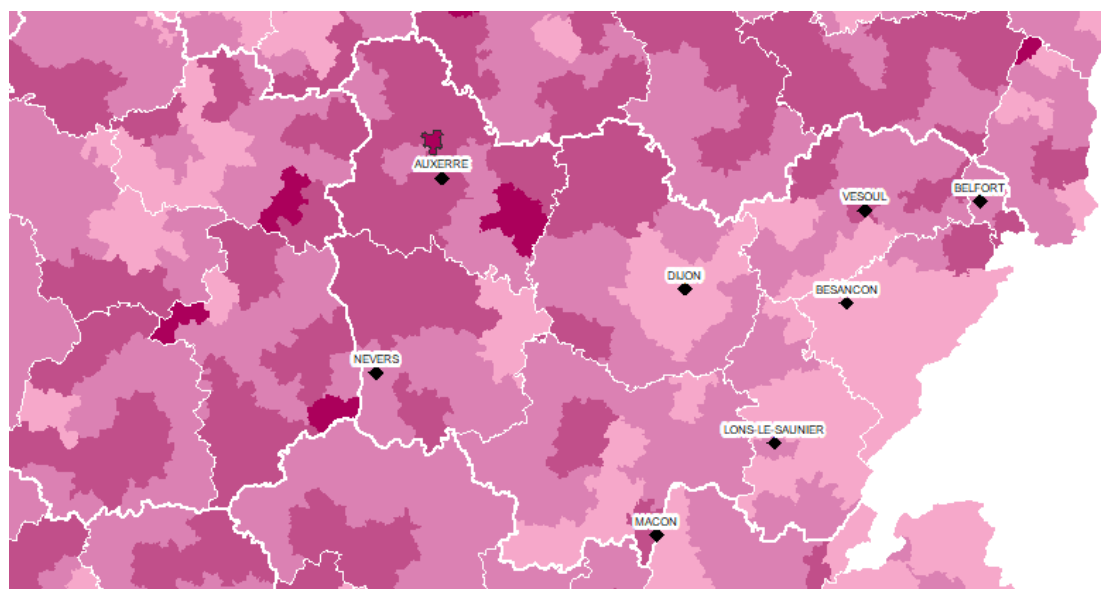 AUXERRE
BELFORT
VESOUL
DIJON
BESANCON
NEVERS
LONS-LE-SAUNIER
MACON